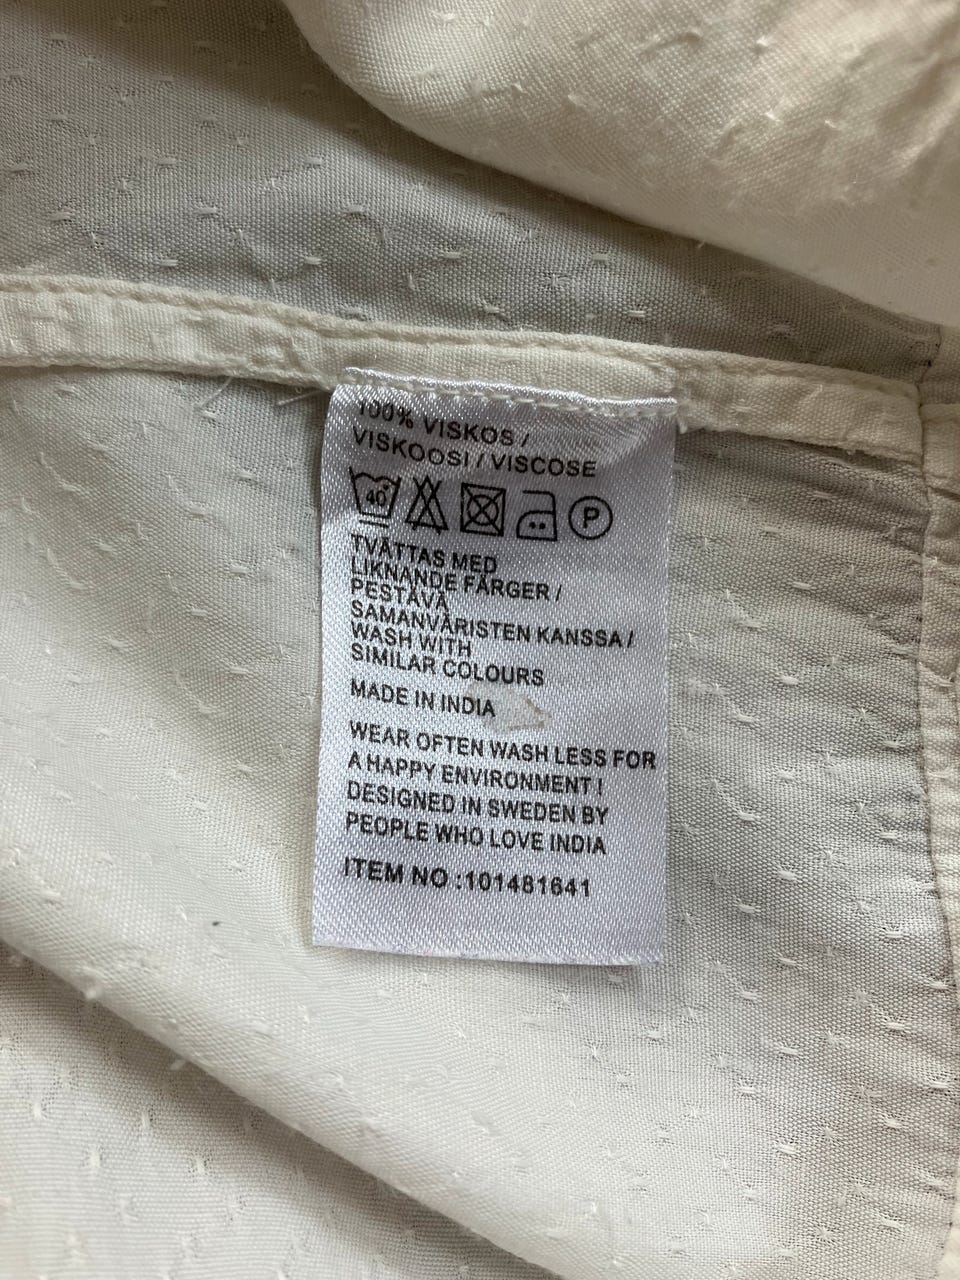 100% VISKOS /
VISKOOSI / VISCOSE
40 P
TVÄTTAS MED
LIKNANDE FÄRGER /
PESTÄVÄ
SAMANVÄRISTEN KANSSA /
WASH WITH
SIMILAR COLOURS
MADE IN INDIA
WEAR OFTEN WASH LESS FOR
A HAPPY ENVIRONMENT !
DESIGNED IN SWEDEN BY
PEOPLE WHO LOVE INDIA
ITEM NO :101481641